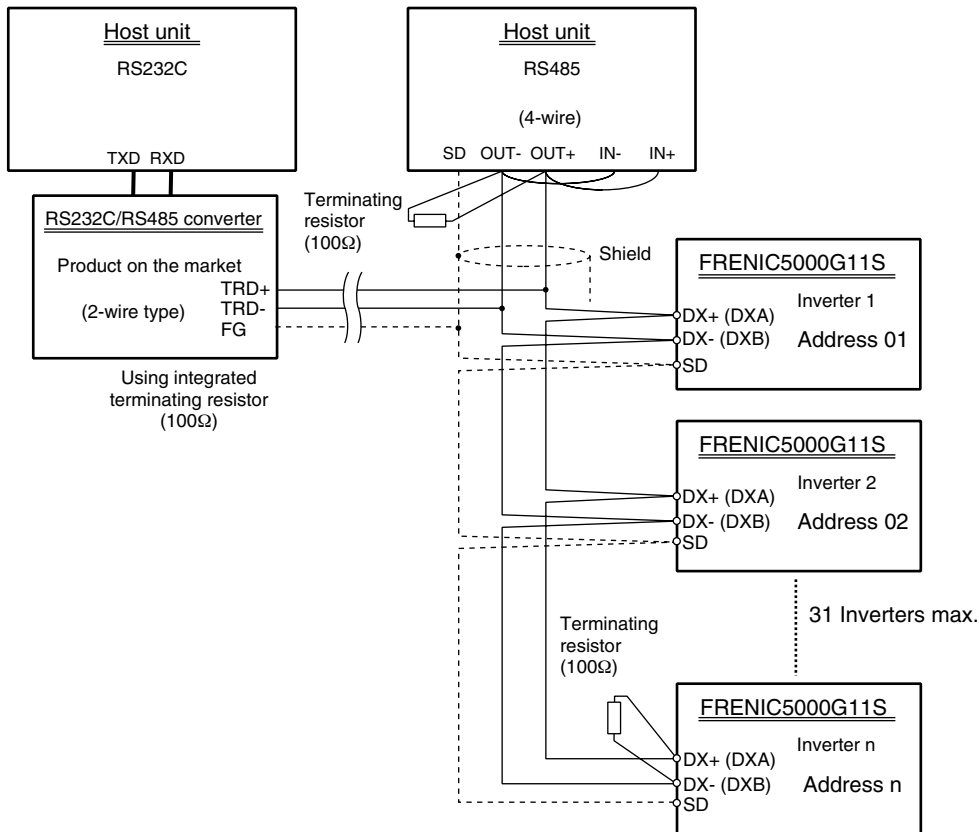 Host unit
RS232C
TXD RXD
RS232C/RS485 converter
Product on the market
(2-wire type)
TRD+
TRD-
FG
Using integrated
terminating resistor
(100Ω)
Host unit
RS485
(4-wire)
SD OUT- OUT+ IN- IN+
Terminating
resistor
(100Ω)
Shield
FRENIC5000G11S
Inverter 1
DX+ (DXA)
Address 01
DX- (DXB)
SD
FRENIC5000G11S
Inverter 2
DX+ (DXA)
Address 02
DX- (DXB)
SD
31 Inverters max.
Terminating
resistor
(100Ω)
FRENIC5000G11S
Inverter n
DX+ (DXA)
Address n
DX- (DXB)
SD